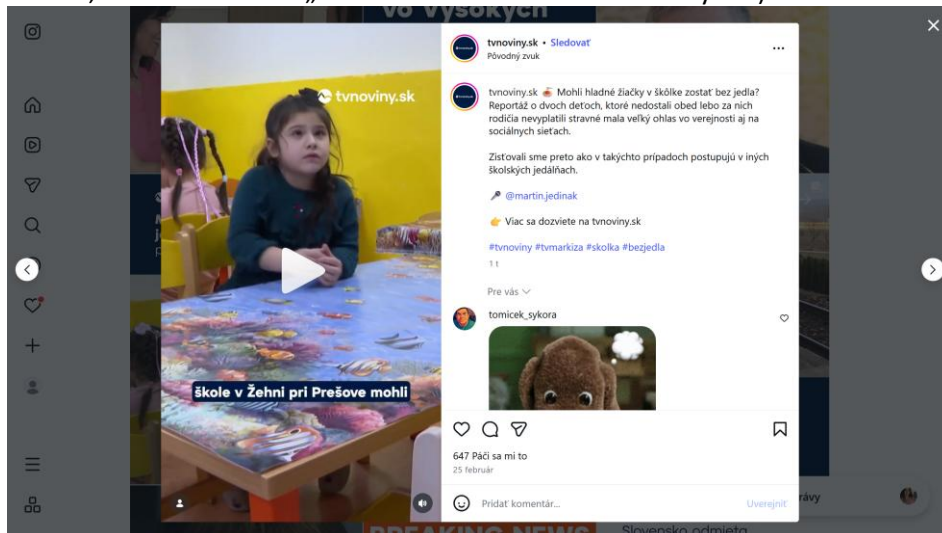 vo Vysokých
tvnoviny.sk • Sledovať
Pôvodný zvuk
tvnoviny.sk
tvnoviny.sk 🍝 Mohli hladné žiačky v škôlke zostať bez jedla?
Reportáž o dvoch deťoch, ktoré nedostali obed lebo za nich
rodičia nevyplatili stravné mala veľký ohlas vo verejnosti aj na
sociálnych sieťach.
Zisťovali sme preto ako v takýchto prípadoch postupujú v iných
školských jedálňach.
🎤 @martin.jedinak
👉 Viac sa dozviete na tvnoviny.sk
#tvnoviny #tvmarkiza #skolka #bezjedla
1 t
Pre vás
tomicek_sykora
škole v Žehni pri Prešove mohli
647 Páči sa mi to
25 február
Pridať komentár...
Uverejniť
BREAKING NEWS
Slovensko odmieta